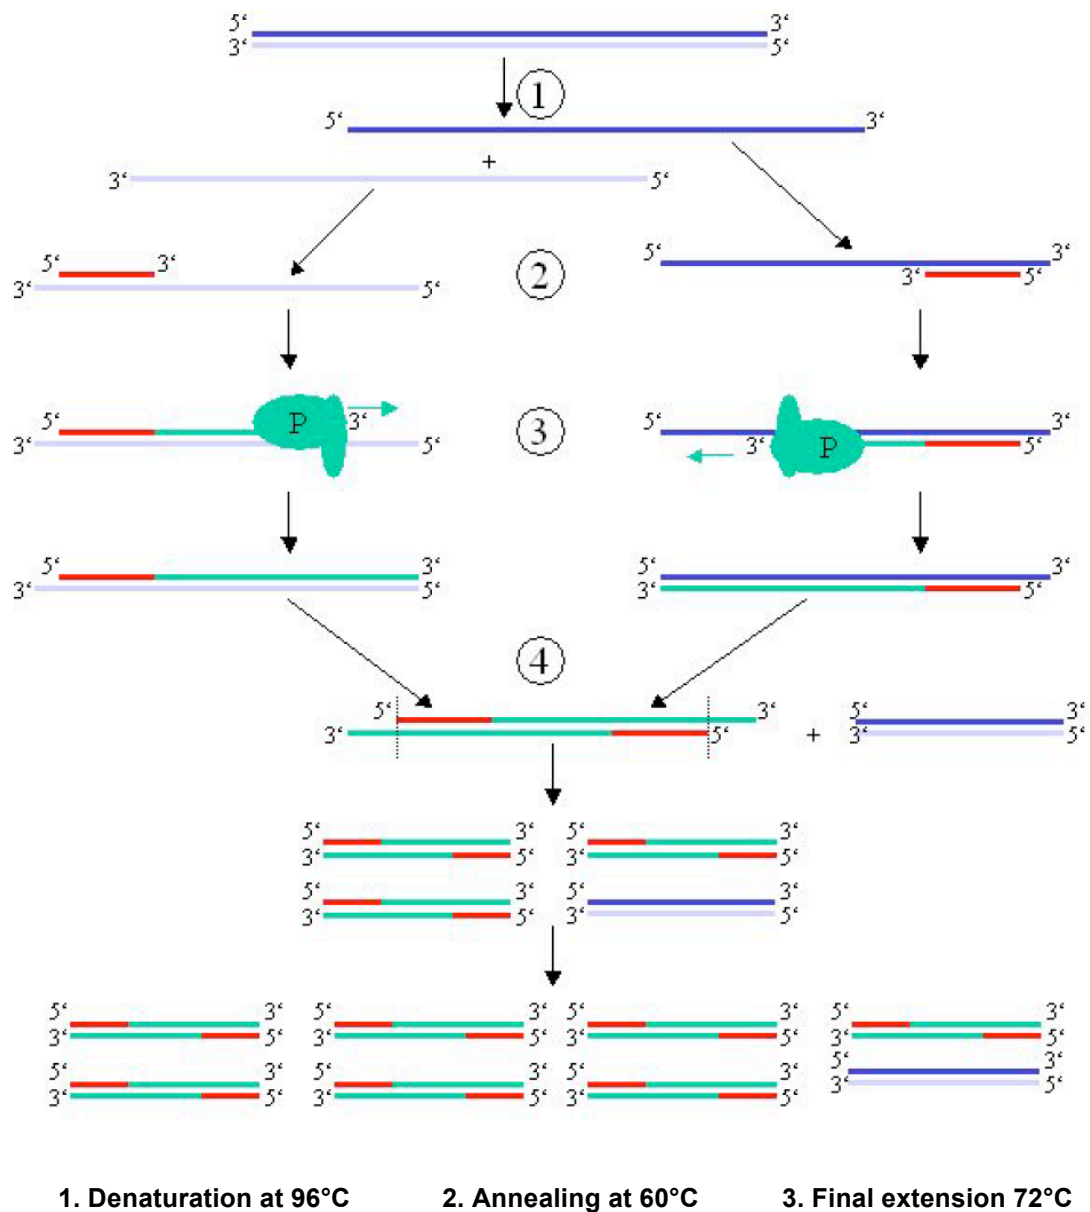 5‘ 3‘
3‘ 5‘
1
5‘ 3‘
+
3‘ 5‘
5‘ 3‘ 2 5‘ 3‘
3‘ 5‘ 3‘ 5‘
5‘ P 3‘ 3 5‘ 3‘
3‘ 5‘ 3‘ P 5‘
5‘ 3‘ 5‘ 3‘
3‘ 5‘ 3‘ 5‘
4
5‘ 3‘ 5‘ 3‘
3‘ 5‘ + 3‘ 5‘
5‘ 3‘ 5‘ 3‘
3‘ 5‘ 3‘ 5‘
5‘ 3‘ 5‘ 3‘
3‘ 5‘ 3‘ 5‘
5‘ 3‘ 5‘ 3‘ 5‘ 3‘ 5‘ 3‘
3‘ 5‘ 3‘ 5‘ 3‘ 5‘ 3‘ 5‘
5‘ 3‘ 5‘ 3‘ 5‘ 3‘ 5‘ 3‘
3‘ 5‘ 3‘ 5‘ 3‘ 5‘ 3‘ 5‘
1. Denaturation at 96°C 2. Annealing at 60°C 3. Final extension 72°C